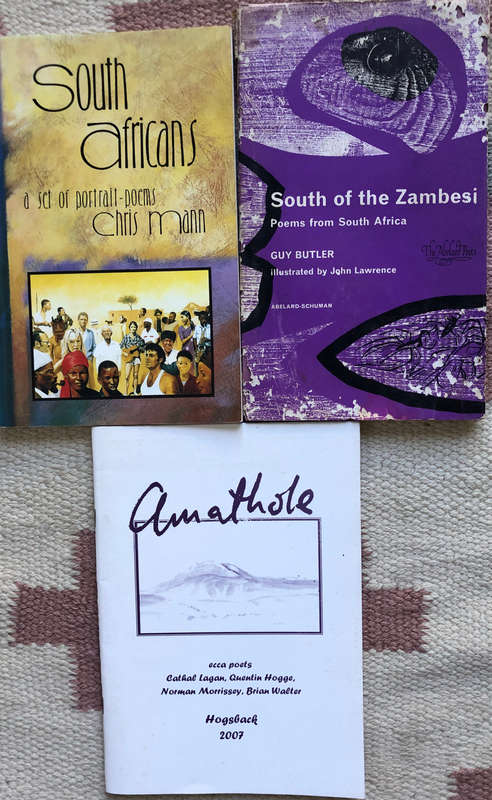 South
africans
a set of portrait-poems
chris mann
South of the Zambesi
Poems from South Africa
GUY BUTLER
illustrated by John Lawrence
The Abelard Poets
ABELARD-SCHUMAN
Amathole
ecca poets
Cathal Lagan, Quentin Hogge,
Norman Morrissey, Brian Walter
Hogsback
2007